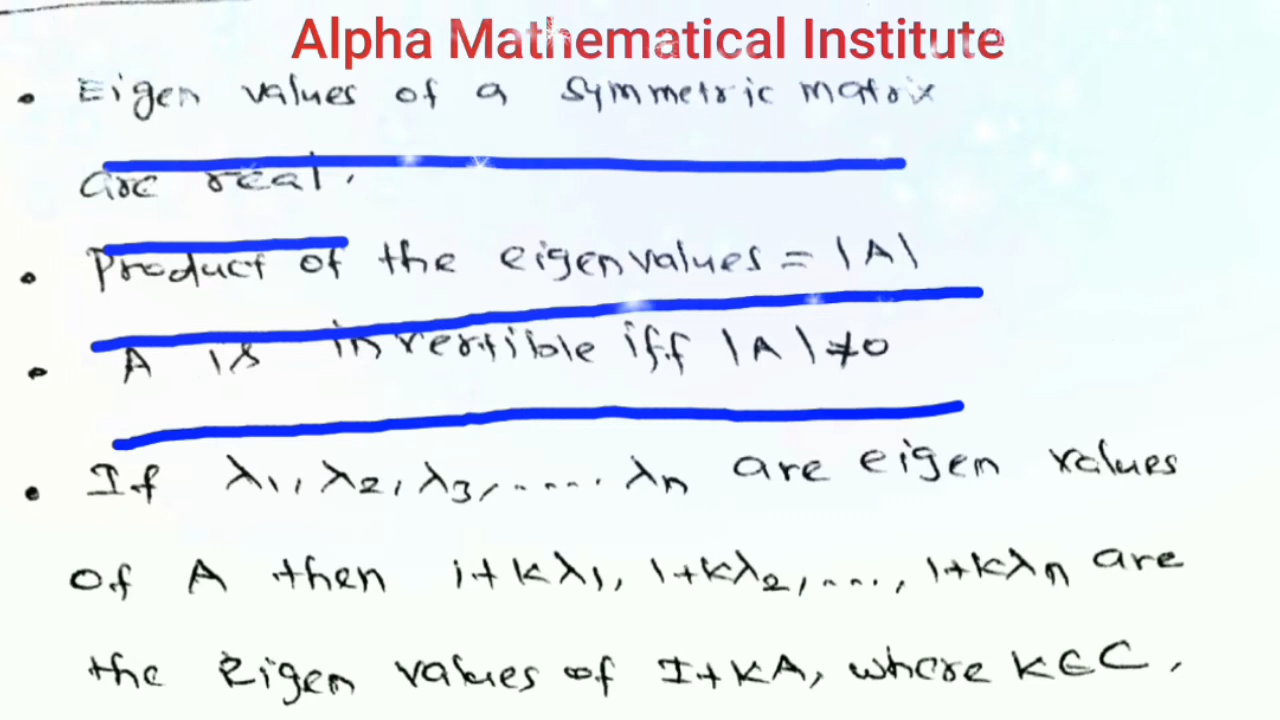 Alpha Mathematical Institute
• Eigen values of a symmetric matrix
are real.
• Product of the eigenvalues = |A|
• A is invertible iff |A| ≠ 0
• If λ1, λ2, λ3, ..... λn are eigen values
of A then 1+kλ1, 1+kλ2, ...., 1+kλn are
the Eigen values of I+KA, where K∈C.